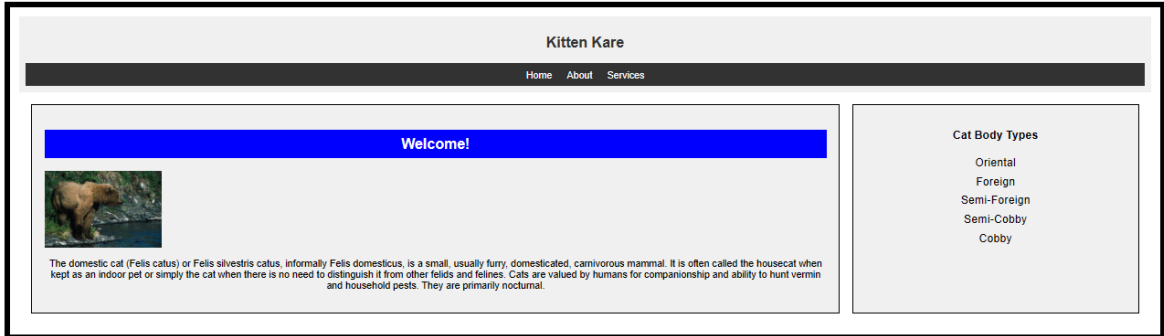 Kitten Kare
Home About Services
Welcome!
The domestic cat (Felis catus) or Felis silvestris catus, informally Felis domesticus, is a small, usually furry, domesticated, carnivorous mammal. It is often called the housecat when
kept as an indoor pet or simply the cat when there is no need to distinguish it from other felids and felines. Cats are valued by humans for companionship and ability to hunt vermin
and household pests. They are primarily nocturnal.
Cat Body Types
Oriental
Foreign
Semi-Foreign
Semi-Cobby
Cobby